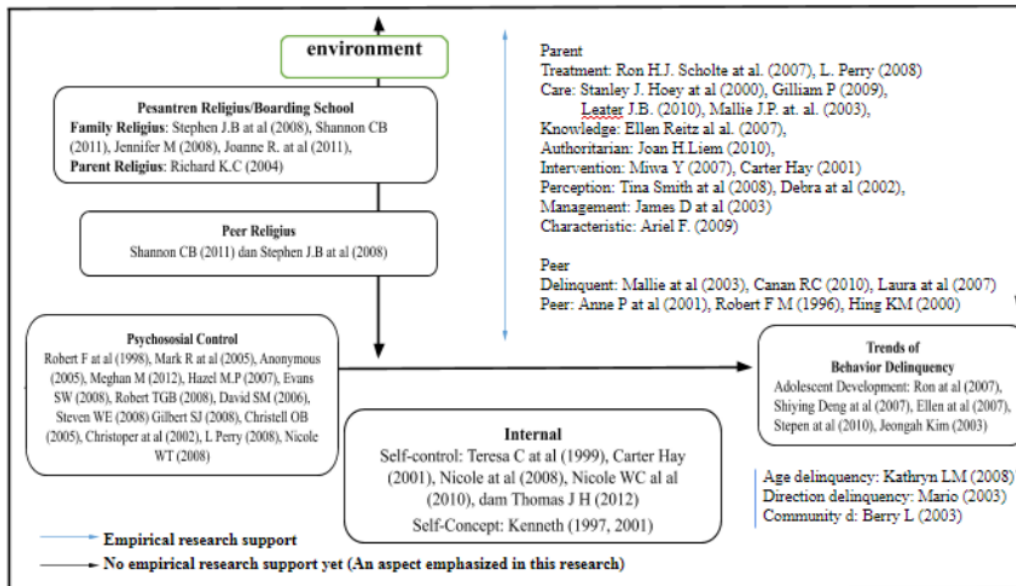 environment
Pesantren Religius/Boarding School
Family Religius: Stephen J.B at al (2008), Shannon CB
(2011), Jennifer M (2008), Joanne R. at al (2011),
Parent Religius: Richard K.C (2004)
Peer Religius
Shannon CB (2011) dan Stephen J.B at al (2008)
Psychososial Control
Robert F at al (1998), Mark R at al (2005), Anonymous
(2005), Meghan M (2012), Hazel M.P (2007), Evans
SW (2008), Robert TGB (2008), David SM (2006),
Steven WE (2008) Gilbert SJ (2008), Christell OB
(2005), Christoper at al (2002), L Perry (2008), Nicole
WT (2008)
Parent
Treatment: Ron H.J. Scholte at al. (2007), L. Perry (2008)
Care: Stanley J. Hoey at al (2000), Gilliam P (2009),
Leater J.B. (2010), Mallie J.P. at. al (2003),
Knowledge: Ellen Reitz al al. (2007),
Authoritarian: Joan H.Liem (2010),
Intervention: Miwa Y (2007), Carter Hay (2001)
Perception: Tina Smith at al (2008), Debra at al (2002),
Management: James D at al (2003)
Characteristic: Ariel F. (2009)
Peer
Delinquent: Mallie at al (2003), Canan RC (2010), Laura at al (2007)
Peer: Anne P at al (2001), Robert F M (1996), Hing KM (2000)
Trends of
Behavior Delinquency
Adolescent Development: Ron at al (2007),
Shiying Deng at al (2007), Ellen at al (2007),
Stepen at al (2010), Jeongah Kim (2003)
Internal
Self-control: Teresa C at al (1999), Carter Hay
(2001), Nicole at al (2008), Nicole WC al al
(2010), dam Thomas J H (2012)
Self-Concept: Kenneth (1997, 2001)
Age delinquency: Kathryn LM (2008)
Direction delinquency: Mario (2003)
Community d: Berry L (2003)
Empirical research support
No empirical research support yet (An aspect emphasized in this research)